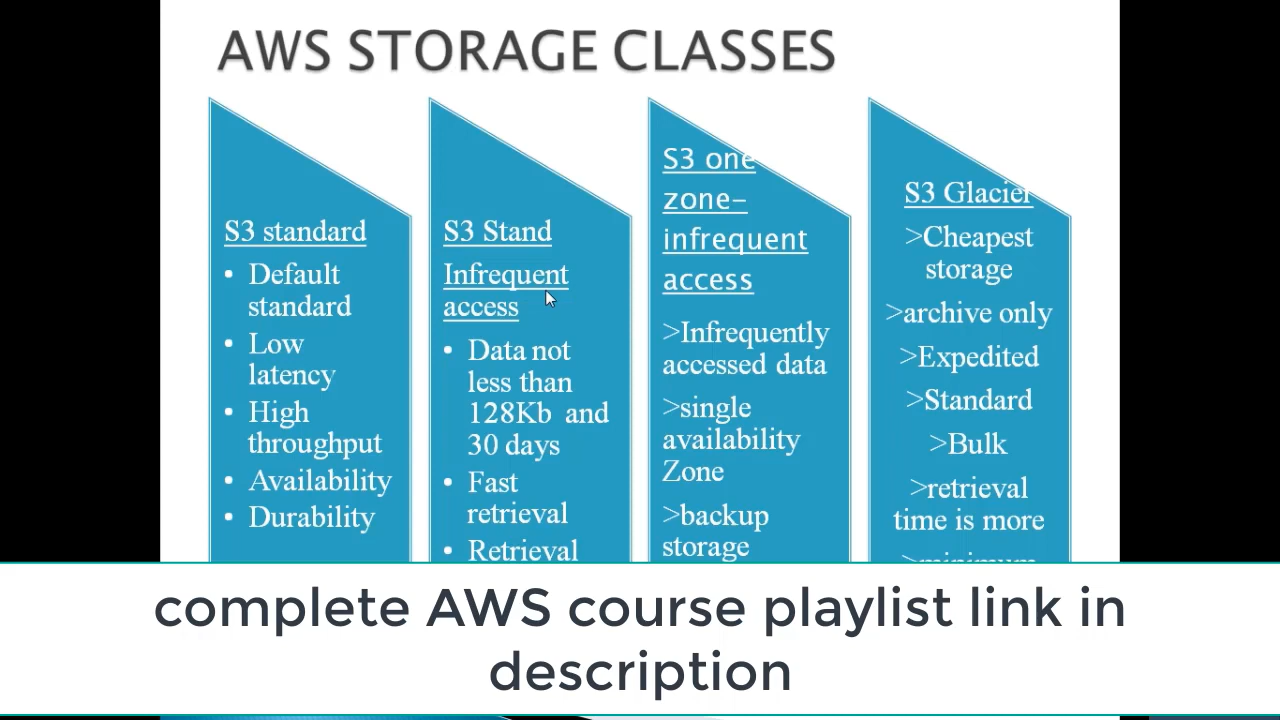 AWS STORAGE CLASSES
S3 standard
• Default
standard
• Low
latency
• High
throughput
• Availability
• Durability
S3 Stand
Infrequent
access
• Data not
less than
128Kb and
30 days
• Fast
retrieval
• Retrieval
S3 one
zone-
infrequent
access
>Infrequently
accessed data
>single
availability
Zone
>backup
storage
S3 Glacier
>Cheapest
storage
>archive only
>Expedited
>Standard
>Bulk
>retrieval
time is more
>minimum
complete AWS course playlist link in
description